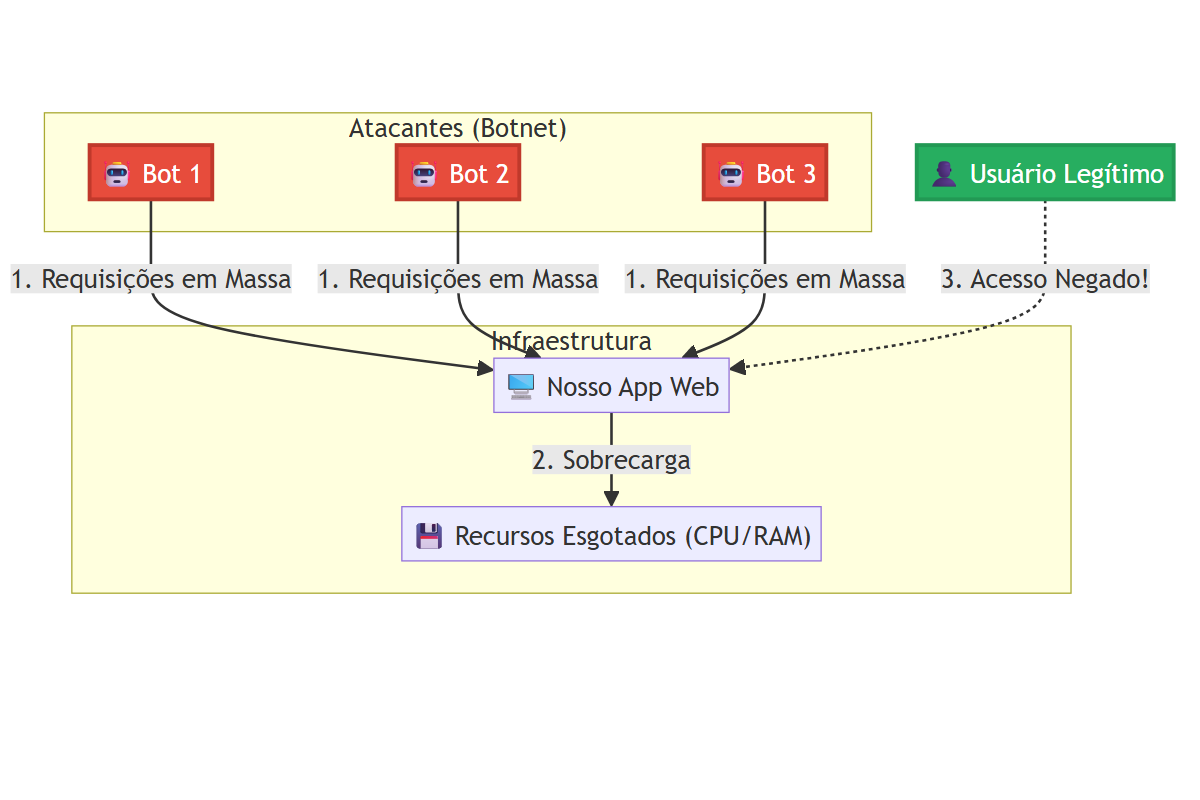 Atacantes (Botnet)
Bot 1
Bot 2
Bot 3
Usuário Legítimo
1. Requisições em Massa
1. Requisições em Massa
1. Requisições em Massa
3. Acesso Negado!
Infraestrutura
Nosso App Web
2. Sobrecarga
Recursos Esgotados (CPU/RAM)